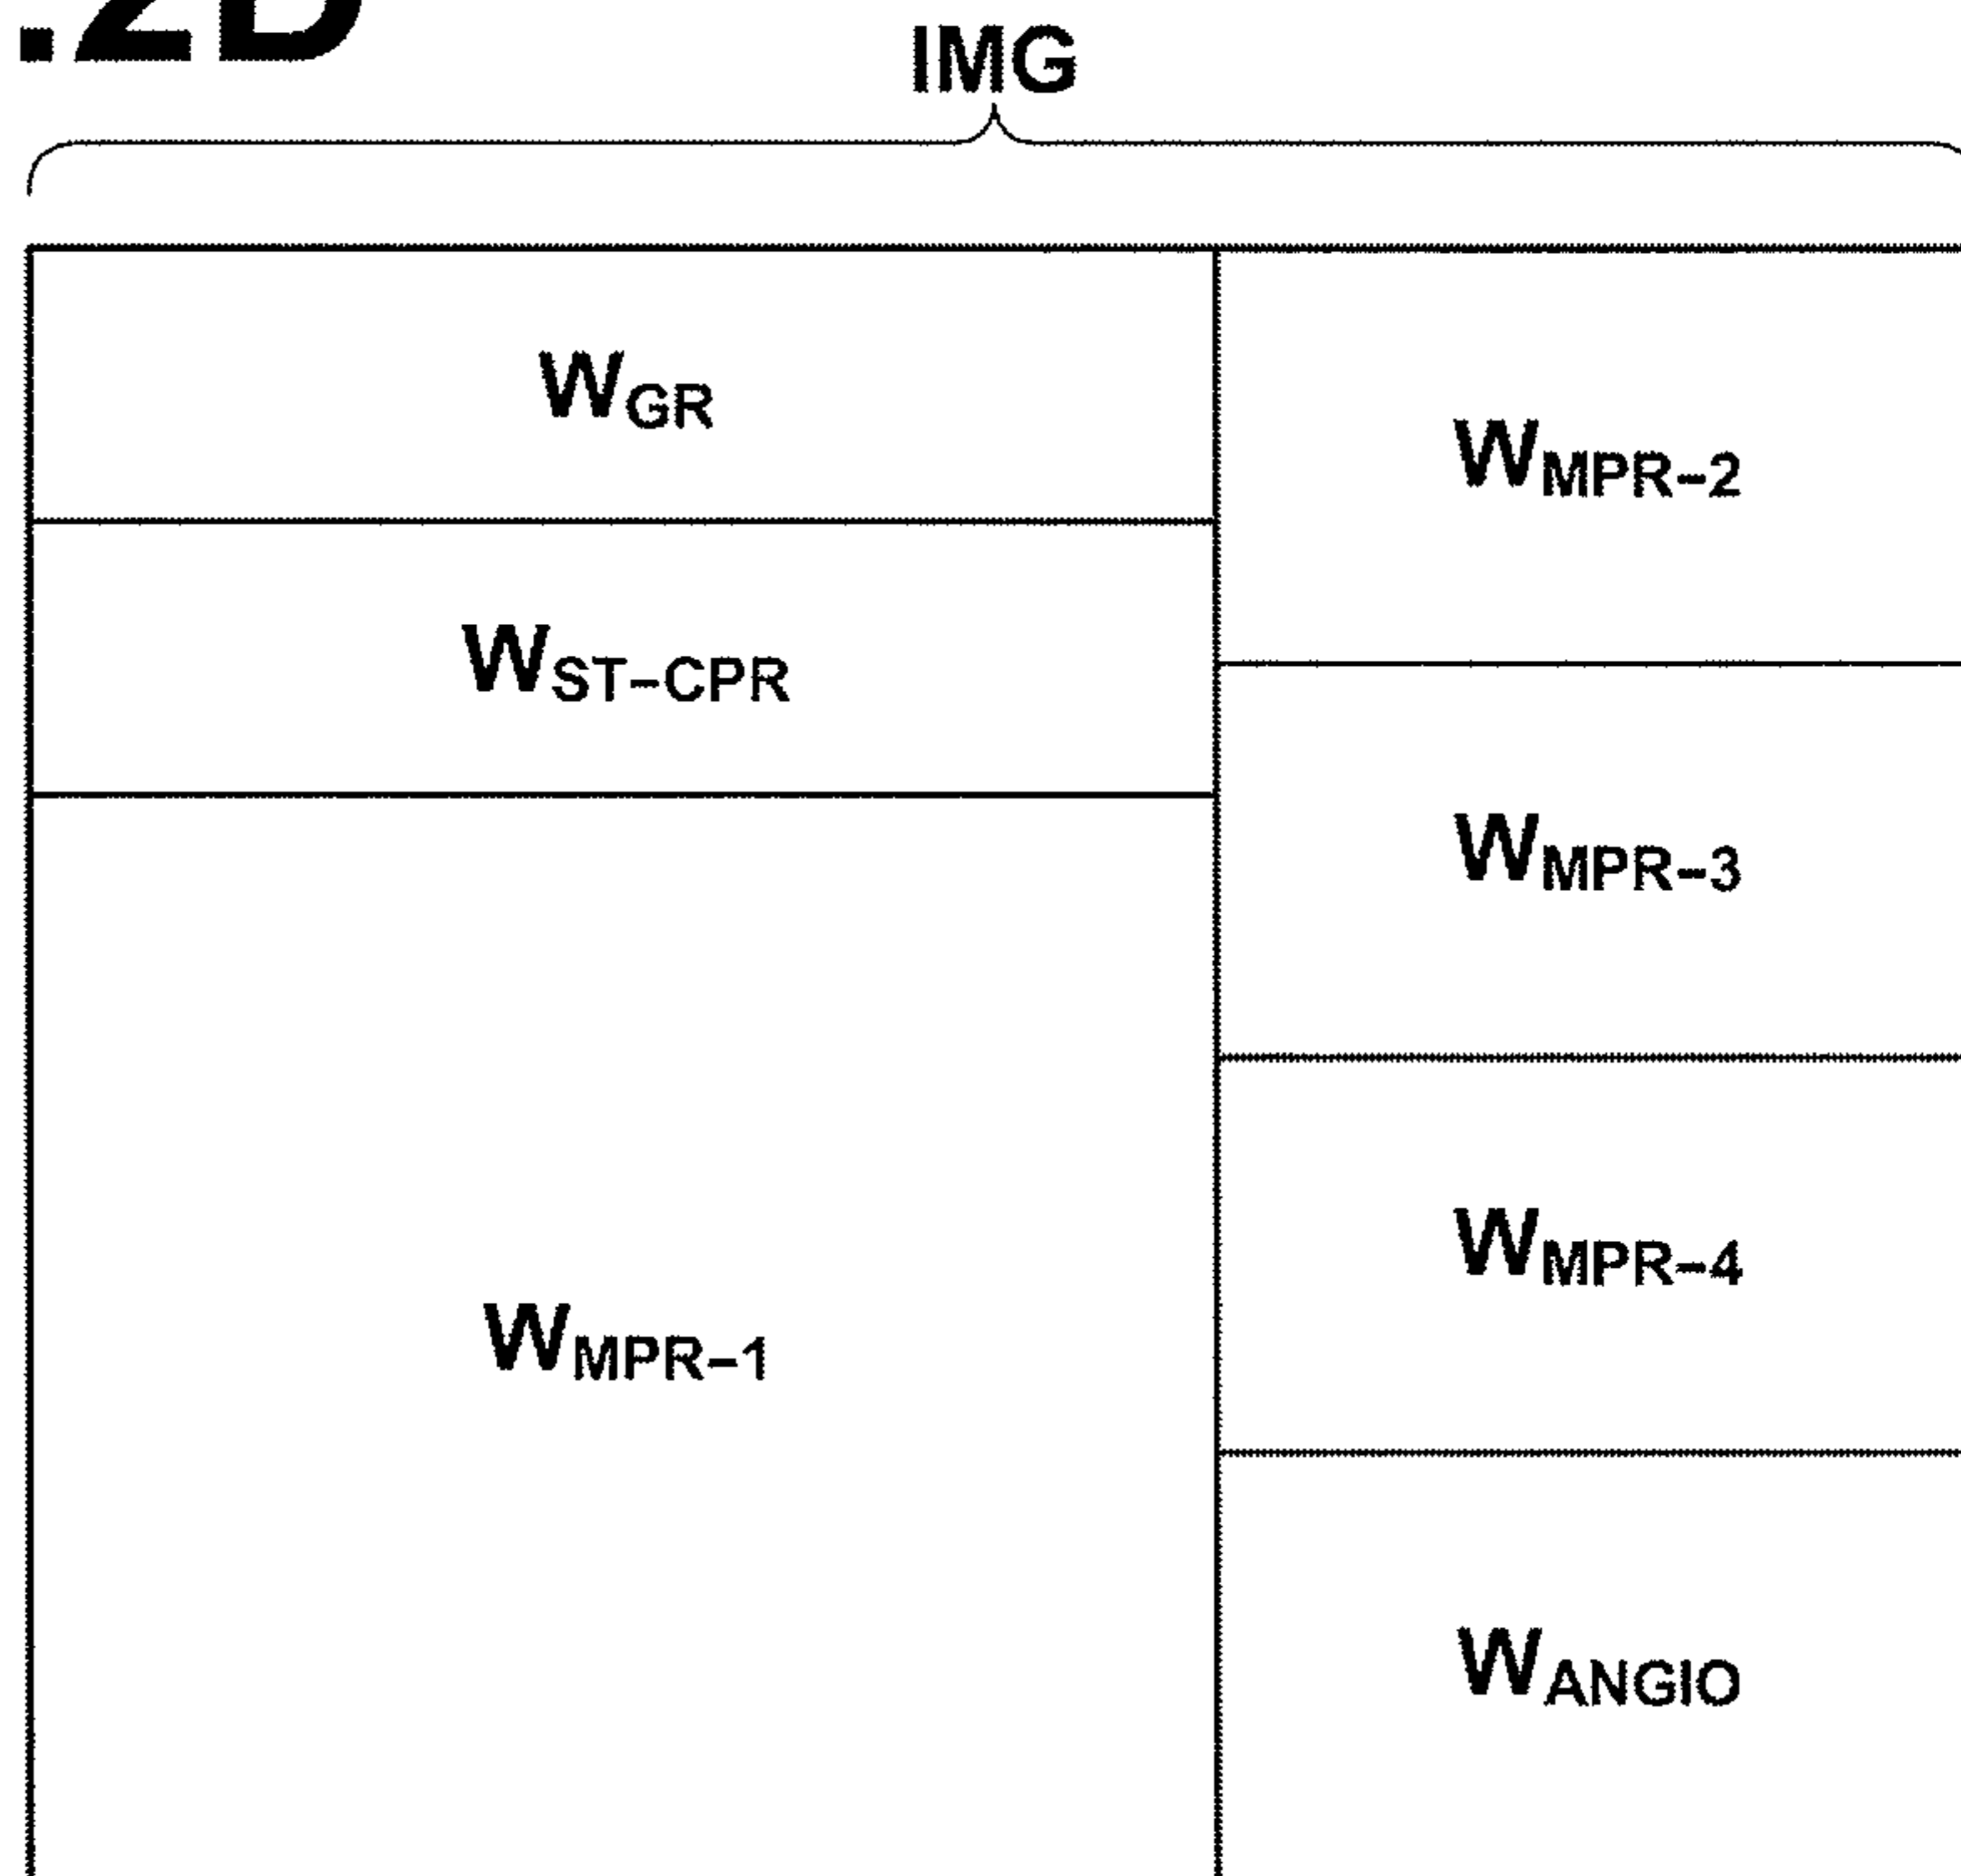 .2D
IMG
WGR
WST-CPR
WMPR-1
WMPR-2
WMPR-3
WMPR-4
WANGIO